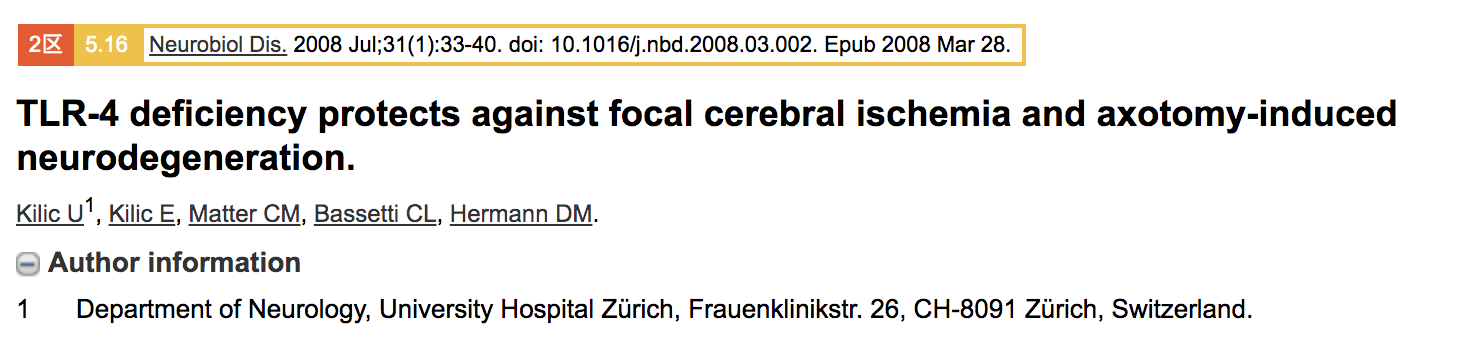 2区 5.16 Neurobiol Dis. 2008 Jul;31(1):33-40. doi: 10.1016/j.nbd.2008.03.002. Epub 2008 Mar 28.
TLR-4 deficiency protects against focal cerebral ischemia and axotomy-induced
neurodegeneration.
Kilic U1, Kilic E, Matter CM, Bassetti CL, Hermann DM.
Author information
1 Department of Neurology, University Hospital Zürich, Frauenklinikstr. 26, CH-8091 Zürich, Switzerland.